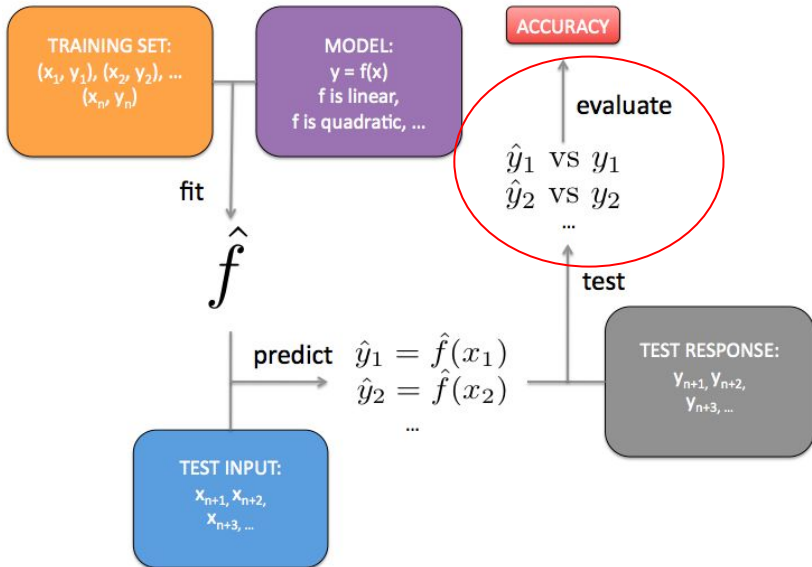 TRAINING SET:
(x₁, y₁), (x₂, y₂), ...
(xₙ, yₙ)
MODEL:
y = f(x)
f is linear,
f is quadratic, ...
ACCURACY
evaluate
ŷ₁ vs y₁
ŷ₂ vs y₂
...
fit
f̂
test
predict
ŷ₁ = f̂(x₁)
ŷ₂ = f̂(x₂)
...
TEST RESPONSE:
yₙ₊₁, yₙ₊₂,
yₙ₊₃, ...
TEST INPUT:
xₙ₊₁, xₙ₊₂,
xₙ₊₃, ...